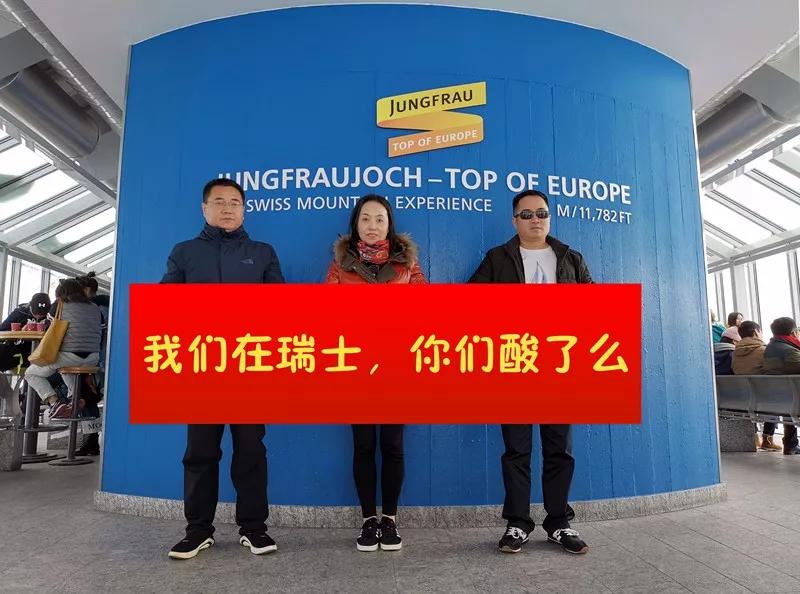 JUNGFRAU
TOP OF EUROPE
JUNGFRAUJOCH – TOP OF EUROPE
SWISS MOUNT EXPERIENCE M/11,782FT
我们在瑞士，你们酸了么